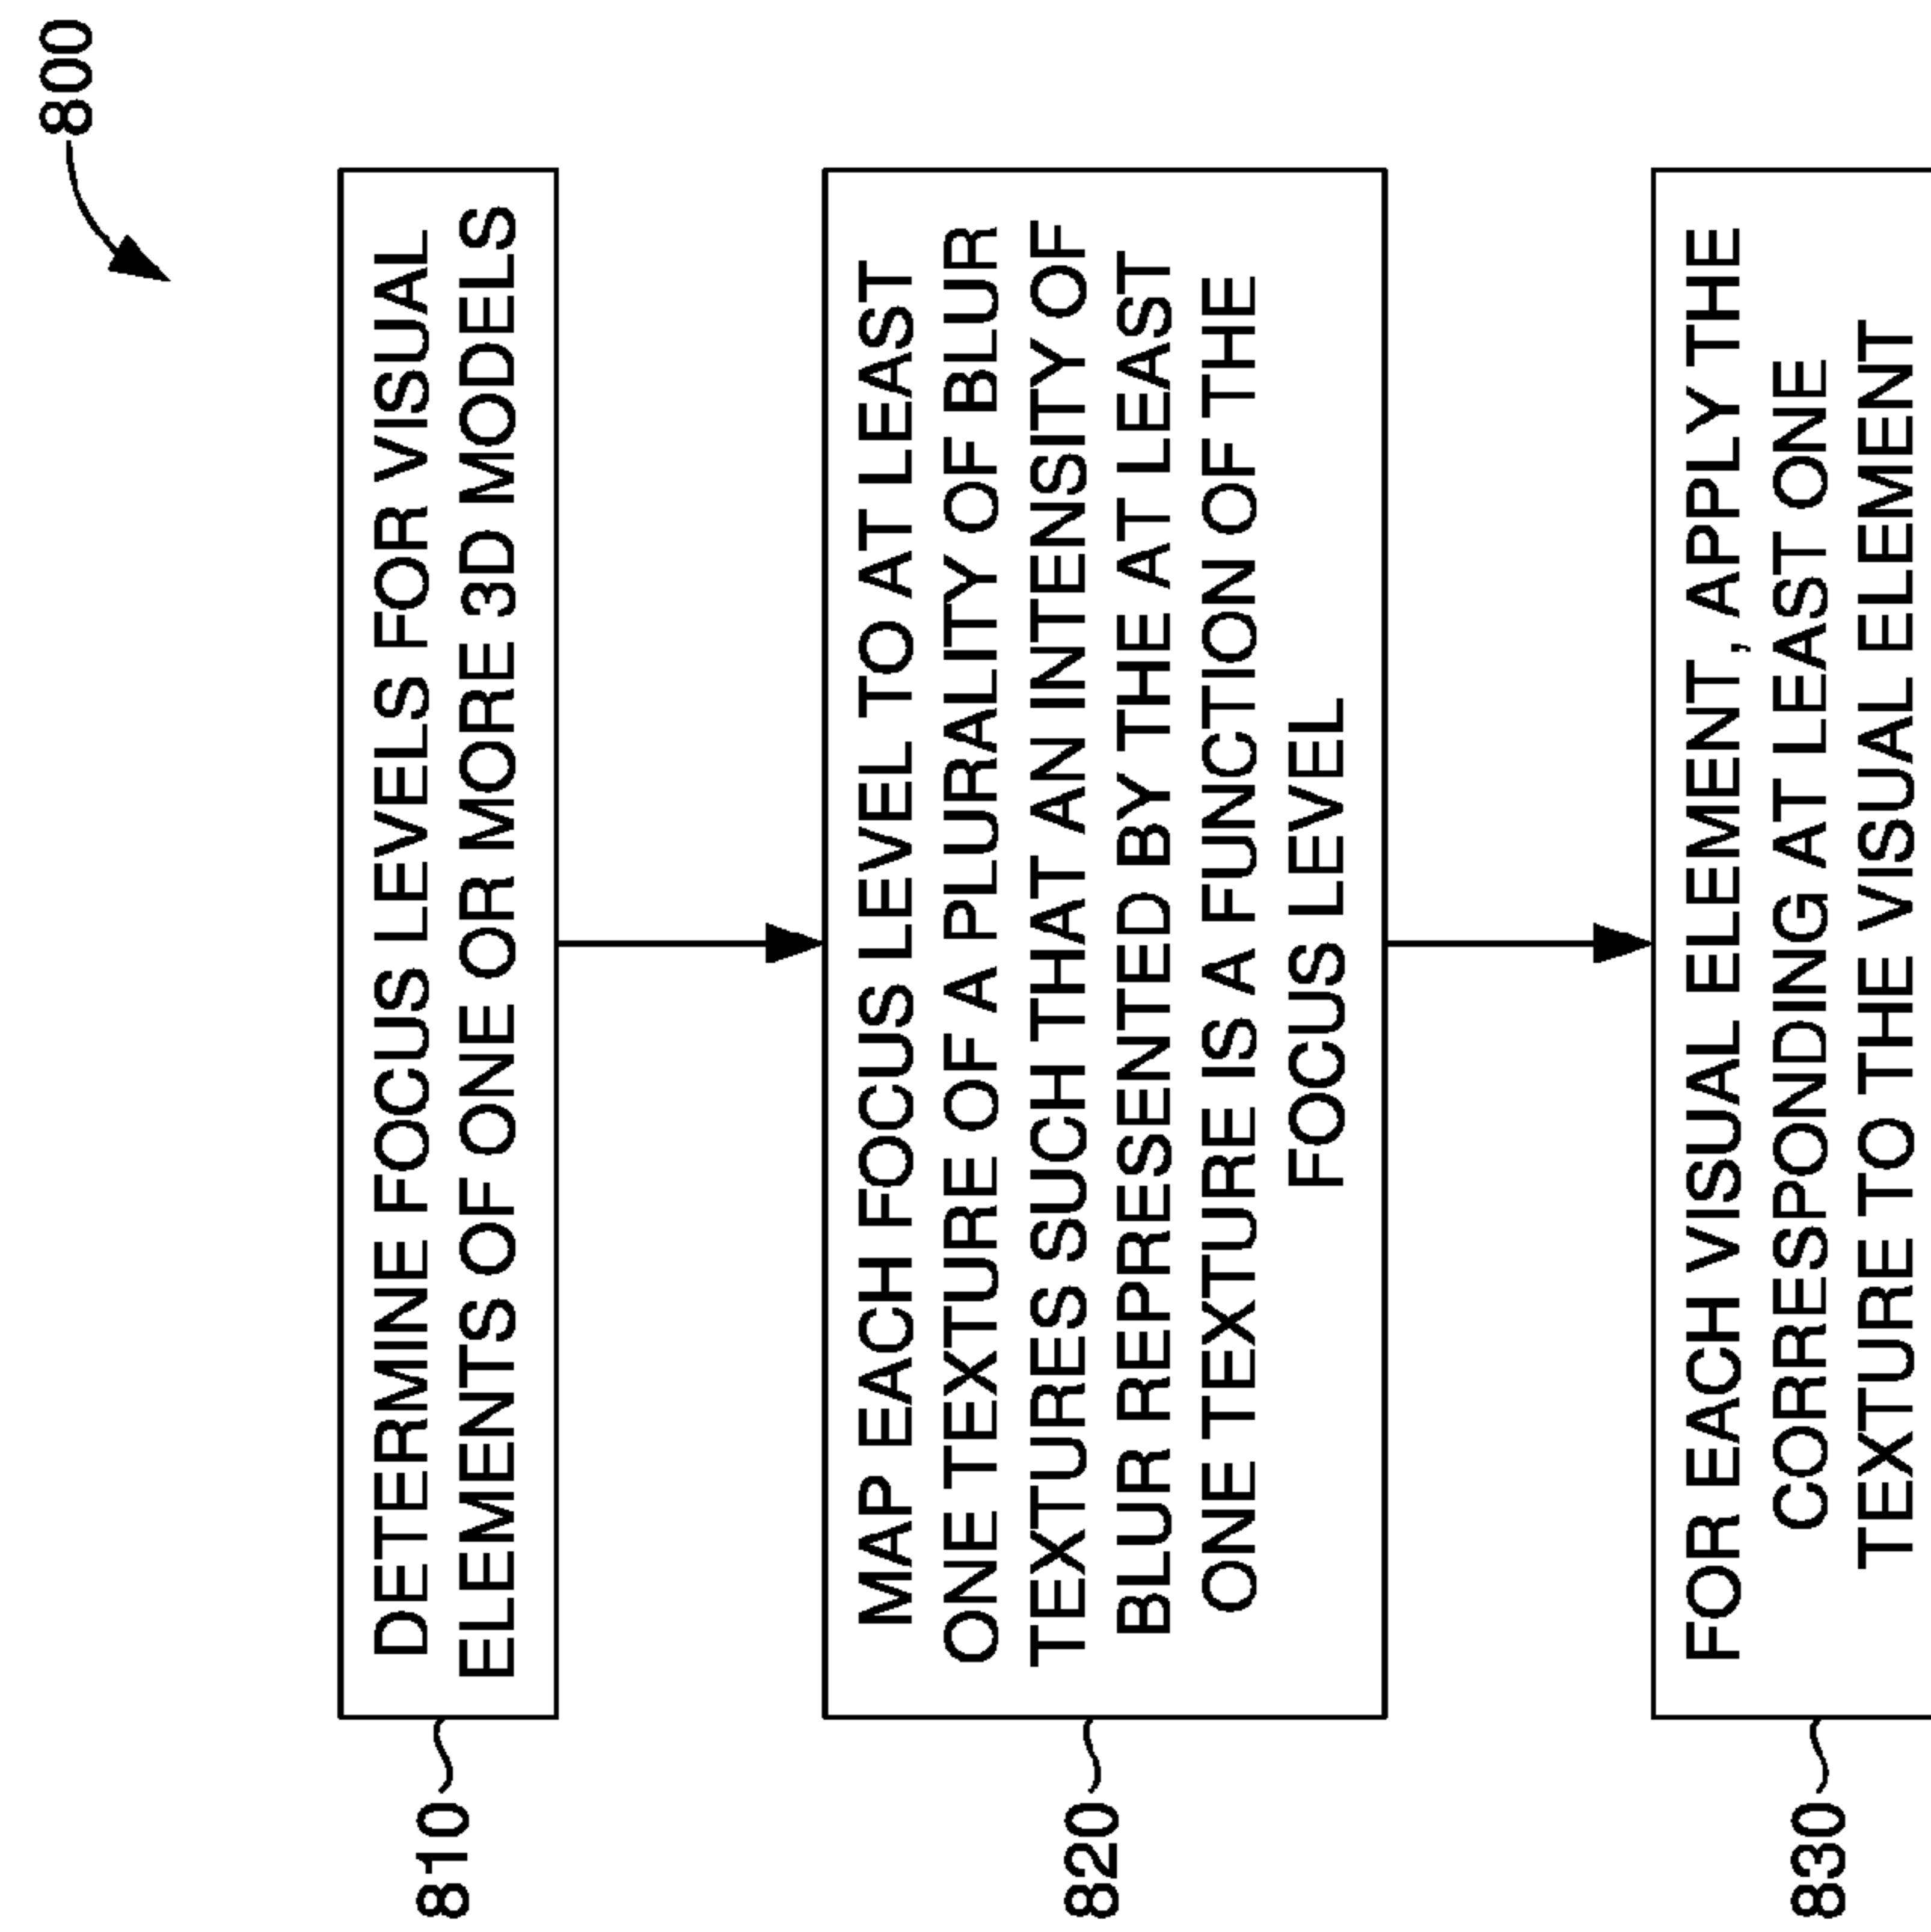 800
810
DETERMINE FOCUS LEVELS FOR VISUAL
ELEMENTS OF ONE OR MORE 3D MODELS
820
MAP EACH FOCUS LEVEL TO AT LEAST
ONE TEXTURE OF A PLURALITY OF BLUR
TEXTURES SUCH THAT AN INTENSITY OF
BLUR REPRESENTED BY THE AT LEAST
ONE TEXTURE IS A FUNCTION OF THE
FOCUS LEVEL
830
FOR EACH VISUAL ELEMENT, APPLY THE
CORRESPONDING AT LEAST ONE
TEXTURE TO THE VISUAL ELEMENT